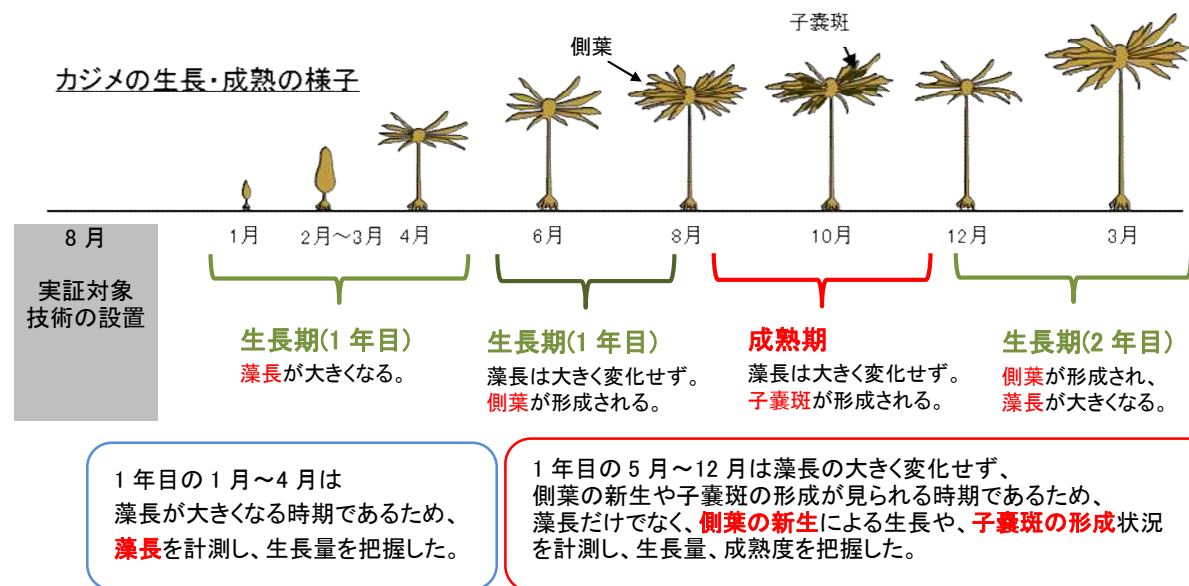 カジメの生長・成熟の様子
側葉
子嚢斑
8月
実証対象
技術の設置
1月
2月～3月
4月
6月
8月
10月
12月
3月
生長期(1年目)
藻長が大きくなる。
生長期(1年目)
藻長は大きく変化せず。
側葉が形成される。
成熟期
藻長は大きく変化せず。
子嚢斑が形成される。
生長期(2年目)
側葉が形成され、
藻長が大きくなる。
1年目の1月～4月は
藻長が大きくなる時期であるため、
藻長を計測し、生長量を把握した。
1年目の5月～12月は藻長の大きく変化せず、
側葉の新生や子嚢斑の形成が見られる時期であるため、
藻長だけでなく、側葉の新生による生長や、子嚢斑の形成状況
を計測し、生長量、成熟度を把握した。